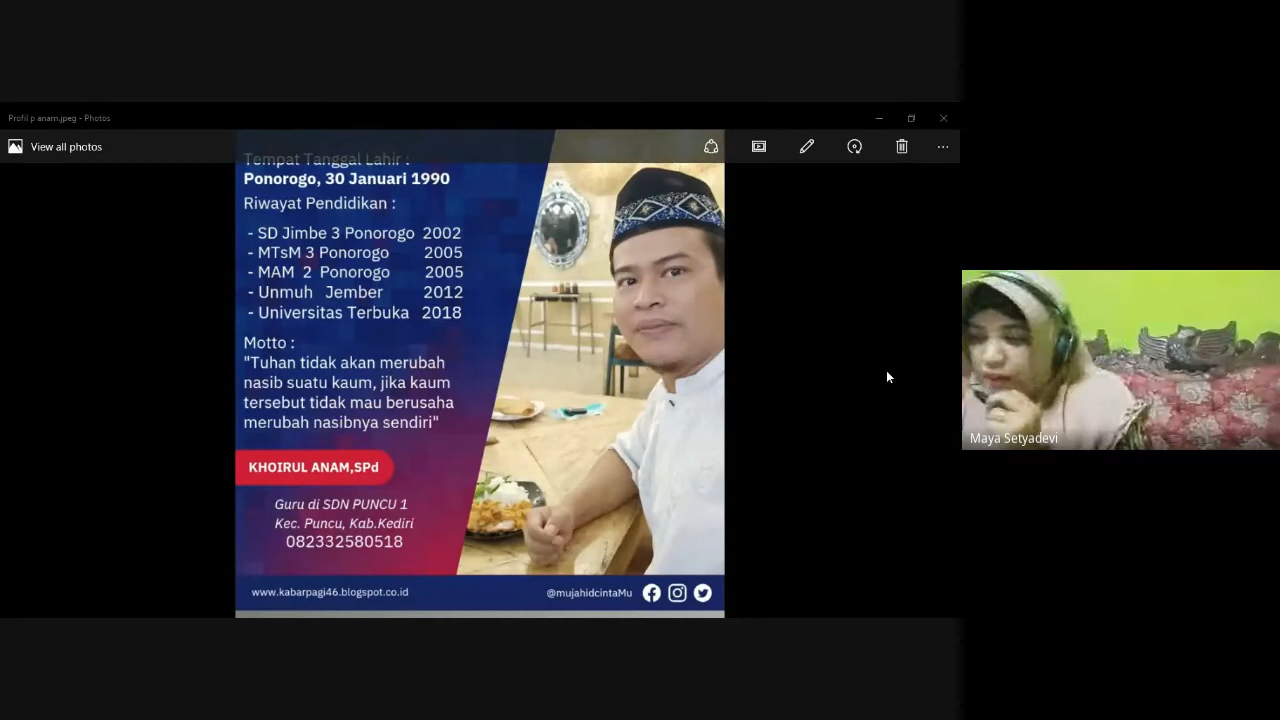 Profil p anam.jpeg - Photos
View all photos
Tempat Tanggal Lahir :
Ponorogo, 30 Januari 1990
Riwayat Pendidikan :
- SD Jimbe 3 Ponorogo 2002
- MTsM 3 Ponorogo 2005
- MAM 2 Ponorogo 2005
- Unmuh Jember 2012
- Universitas Terbuka 2018
Motto :
"Tuhan tidak akan merubah
nasib suatu kaum, jika kaum
tersebut tidak mau berusaha
merubah nasibnya sendiri"
KHOIRUL ANAM,SPd
Guru di SDN PUNCU 1
Kec. Puncu, Kab.Kediri
082332580518
www.kabarpagi46.blogspot.co.id
@mujahidcintaMu
Maya Setyadevi